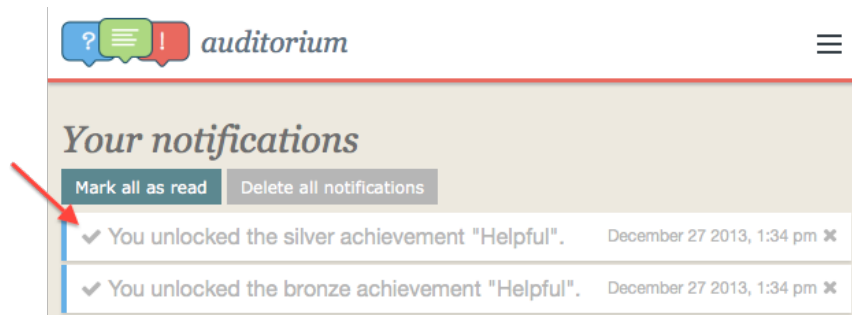 ? !
auditorium
Your notifications
Mark all as read Delete all notifications
You unlocked the silver achievement "Helpful". December 27 2013, 1:34 pm
You unlocked the bronze achievement "Helpful". December 27 2013, 1:34 pm